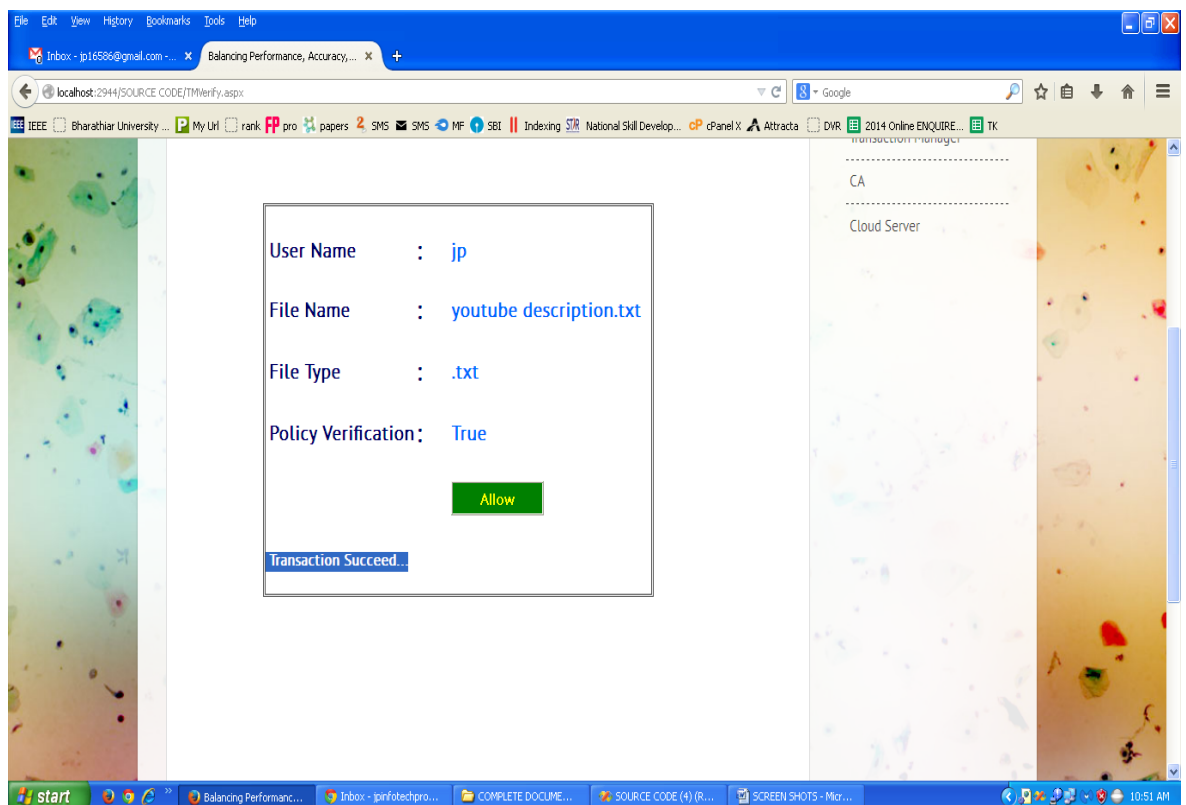 File Edit View History Bookmarks Tools Help
Inbox - jp16586@gmail.com -... x Balancing Performance, Accuracy,... x +
localhost:2944/SOURCE CODE/TMVerify.aspx Google
IEEE Bharathiar University ... My Url rank pro papers SMS SMS MF SBI Indexing National Skill Develop... cPanel X Attracta DVR 2014 Online ENQUIRE... TK
Transaction Manager
CA
Cloud Server
User Name : jp
File Name : youtube description.txt
File Type : .txt
Policy Verification : True
Allow
Transaction Succeed...
start Balancing Performanc... Inbox - jpinfotechpro... COMPLETE DOCUME... SOURCE CODE (4) (R... SCREEN SHOTS - Micr... 10:51 AM